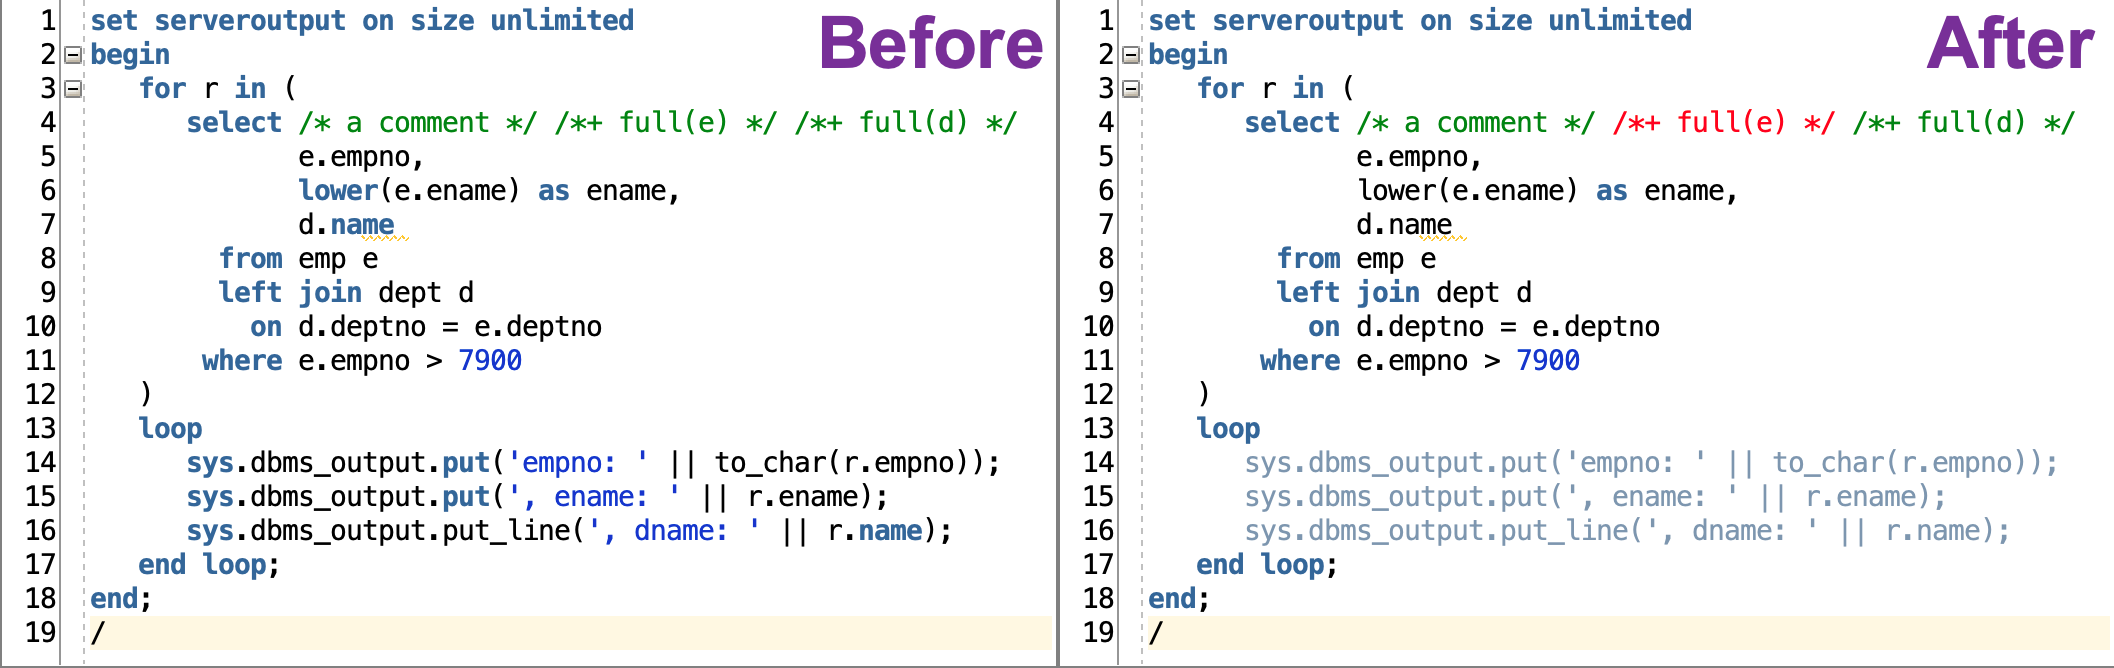 Before
1 set serveroutput on size unlimited
2 begin
3    for r in (
4       select /* a comment */ /*+ full(e) */ /*+ full(d) */
5              e.empno,
6              lower(e.ename) as ename,
7              d.name
8         from emp e
9         left join dept d
10          on d.deptno = e.deptno
11       where e.empno > 7900
12   )
13   loop
14      sys.dbms_output.put('empno: ' || to_char(r.empno));
15      sys.dbms_output.put(', ename: ' || r.ename);
16      sys.dbms_output.put_line(', dname: ' || r.name);
17   end loop;
18 end;
19 /
After
1 set serveroutput on size unlimited
2 begin
3    for r in (
4       select /* a comment */ /*+ full(e) */ /*+ full(d) */
5              e.empno,
6              lower(e.ename) as ename,
7              d.name
8         from emp e
9         left join dept d
10          on d.deptno = e.deptno
11       where e.empno > 7900
12   )
13   loop
14      sys.dbms_output.put('empno: ' || to_char(r.empno));
15      sys.dbms_output.put(', ename: ' || r.ename);
16      sys.dbms_output.put_line(', dname: ' || r.name);
17   end loop;
18 end;
19 /